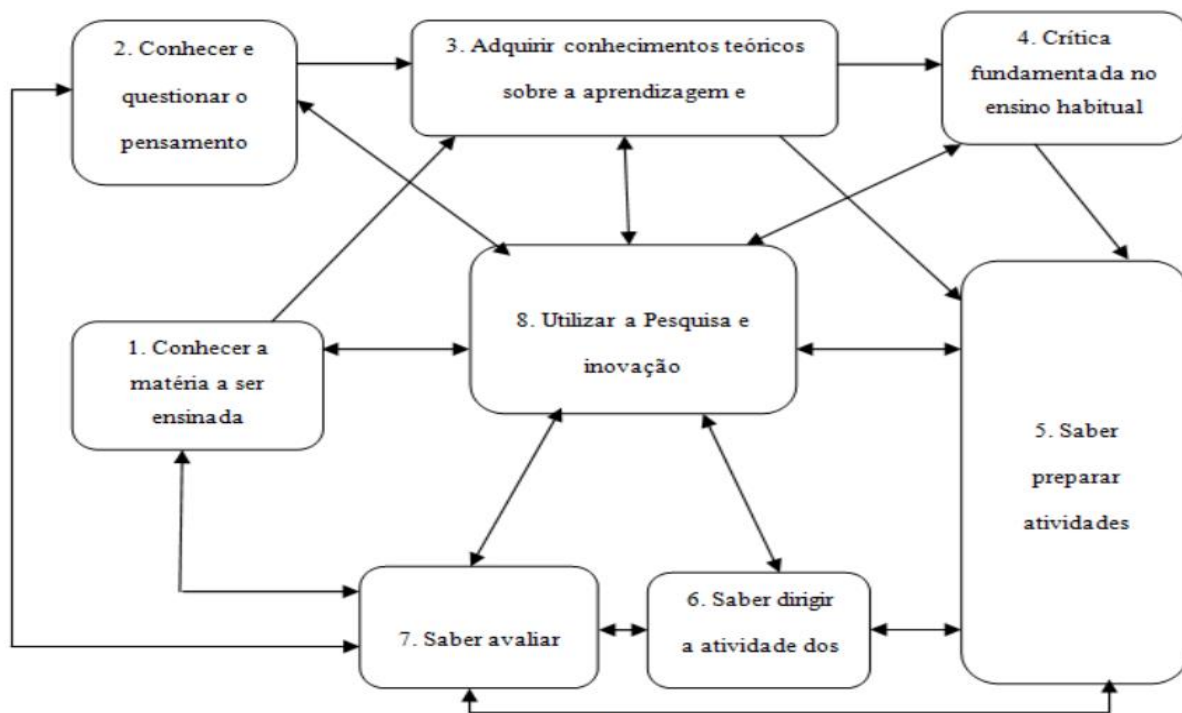 2. Conhecer e
questionar o
pensamento
3. Adquirir conhecimentos teóricos
sobre a aprendizagem e
4. Crítica
fundamentada no
ensino habitual
1. Conhecer a
matéria a ser
ensinada
8. Utilizar a Pesquisa e
inovação
5. Saber
preparar
atividades
7. Saber avaliar
6. Saber dirigir
a atividade dos